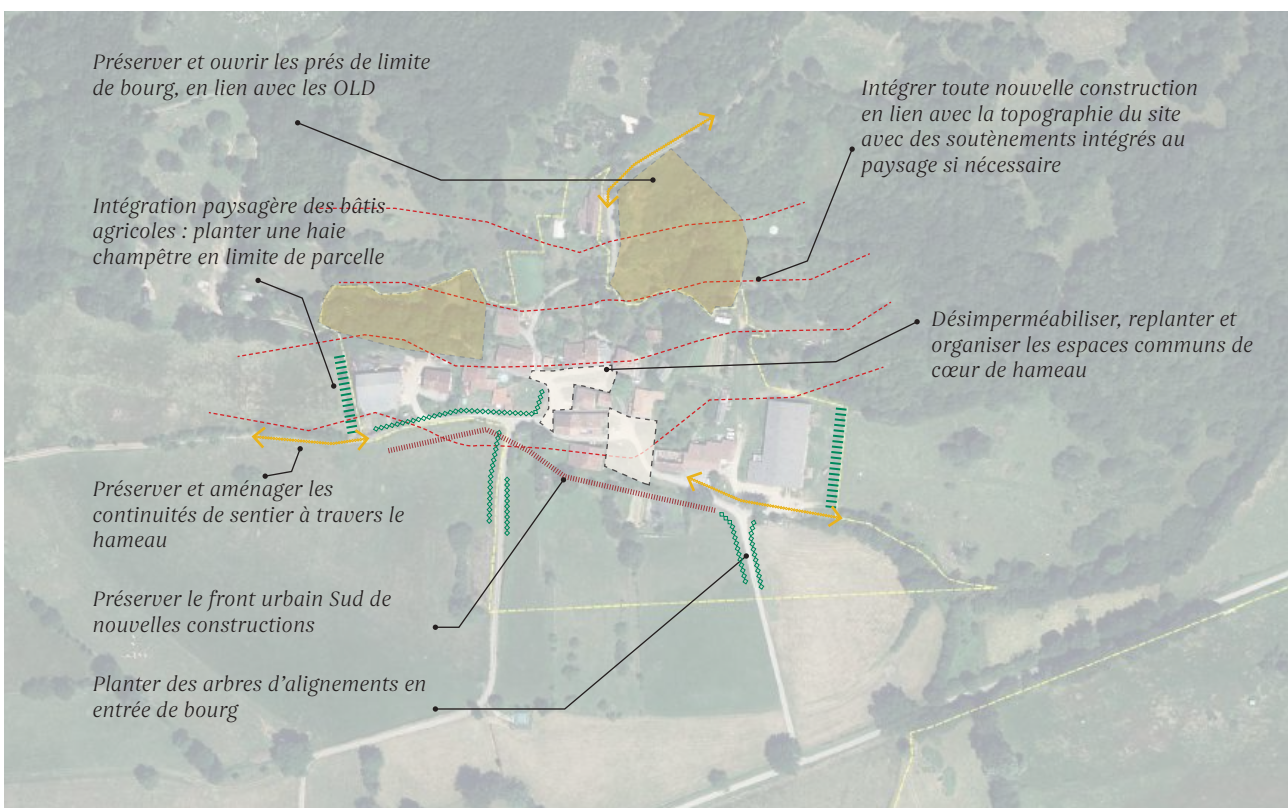 Préserver et ouvrir les prés de limite
de bourg, en lien avec les OLD
Intégrer toute nouvelle construction
en lien avec la topographie du site
avec des soutènements intégrés au
paysage si nécessaire
Intégration paysagère des bâtis
agricoles : planter une haie
champêtre en limite de parcelle
Désimperméabiliser, replanter et
organiser les espaces communs de
cœur de hameau
Préserver et aménager les
continuités de sentier à travers le
hameau
Préserver le front urbain Sud de
nouvelles constructions
Planter des arbres d'alignements en
entrée de bourg